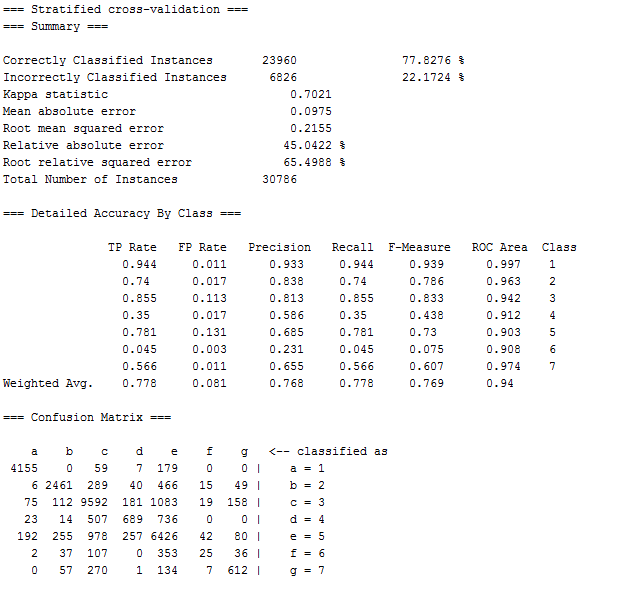 === Stratified cross-validation ===
=== Summary ===
Correctly Classified Instances 23960 77.8276 %
Incorrectly Classified Instances 6826 22.1724 %
Kappa statistic 0.7021
Mean absolute error 0.0975
Root mean squared error 0.2155
Relative absolute error 45.0422 %
Root relative squared error 65.4988 %
Total Number of Instances 30786
=== Detailed Accuracy By Class ===
TP Rate FP Rate Precision Recall F-Measure ROC Area Class
0.944 0.011 0.933 0.944 0.939 0.997 1
0.74 0.017 0.838 0.74 0.786 0.963 2
0.855 0.113 0.813 0.855 0.833 0.942 3
0.35 0.017 0.586 0.35 0.438 0.912 4
0.781 0.131 0.685 0.781 0.73 0.903 5
0.045 0.003 0.231 0.045 0.075 0.908 6
0.566 0.011 0.655 0.566 0.607 0.974 7
Weighted Avg. 0.778 0.081 0.768 0.778 0.769 0.94
=== Confusion Matrix ===
a b c d e f g <-- classified as
4155 0 59 7 179 0 0 | a = 1
6 2461 289 40 466 15 49 | b = 2
75 112 9592 181 1083 19 158 | c = 3
23 14 507 689 736 0 0 | d = 4
192 255 978 257 6426 42 80 | e = 5
2 37 107 0 353 25 36 | f = 6
0 57 270 1 134 7 612 | g = 7